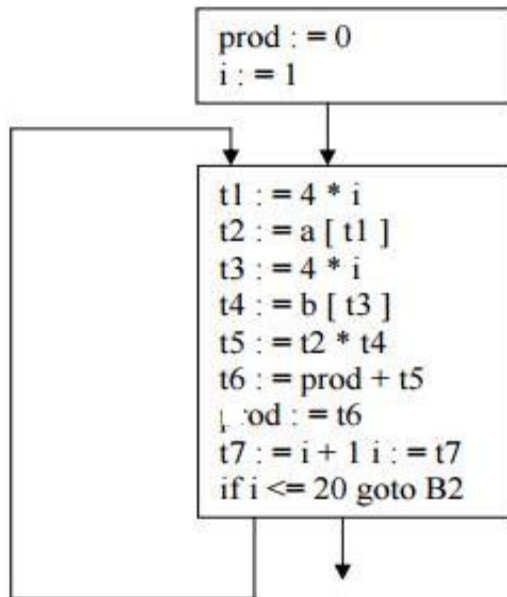 prod : = 0
i : = 1
t1 : = 4 * i
t2 : = a [ t1 ]
t3 : = 4 * i
t4 : = b [ t3 ]
t5 : = t2 * t4
t6 : = prod + t5
prod : = t6
t7 : = i + 1 i : = t7
if i <= 20 goto B2